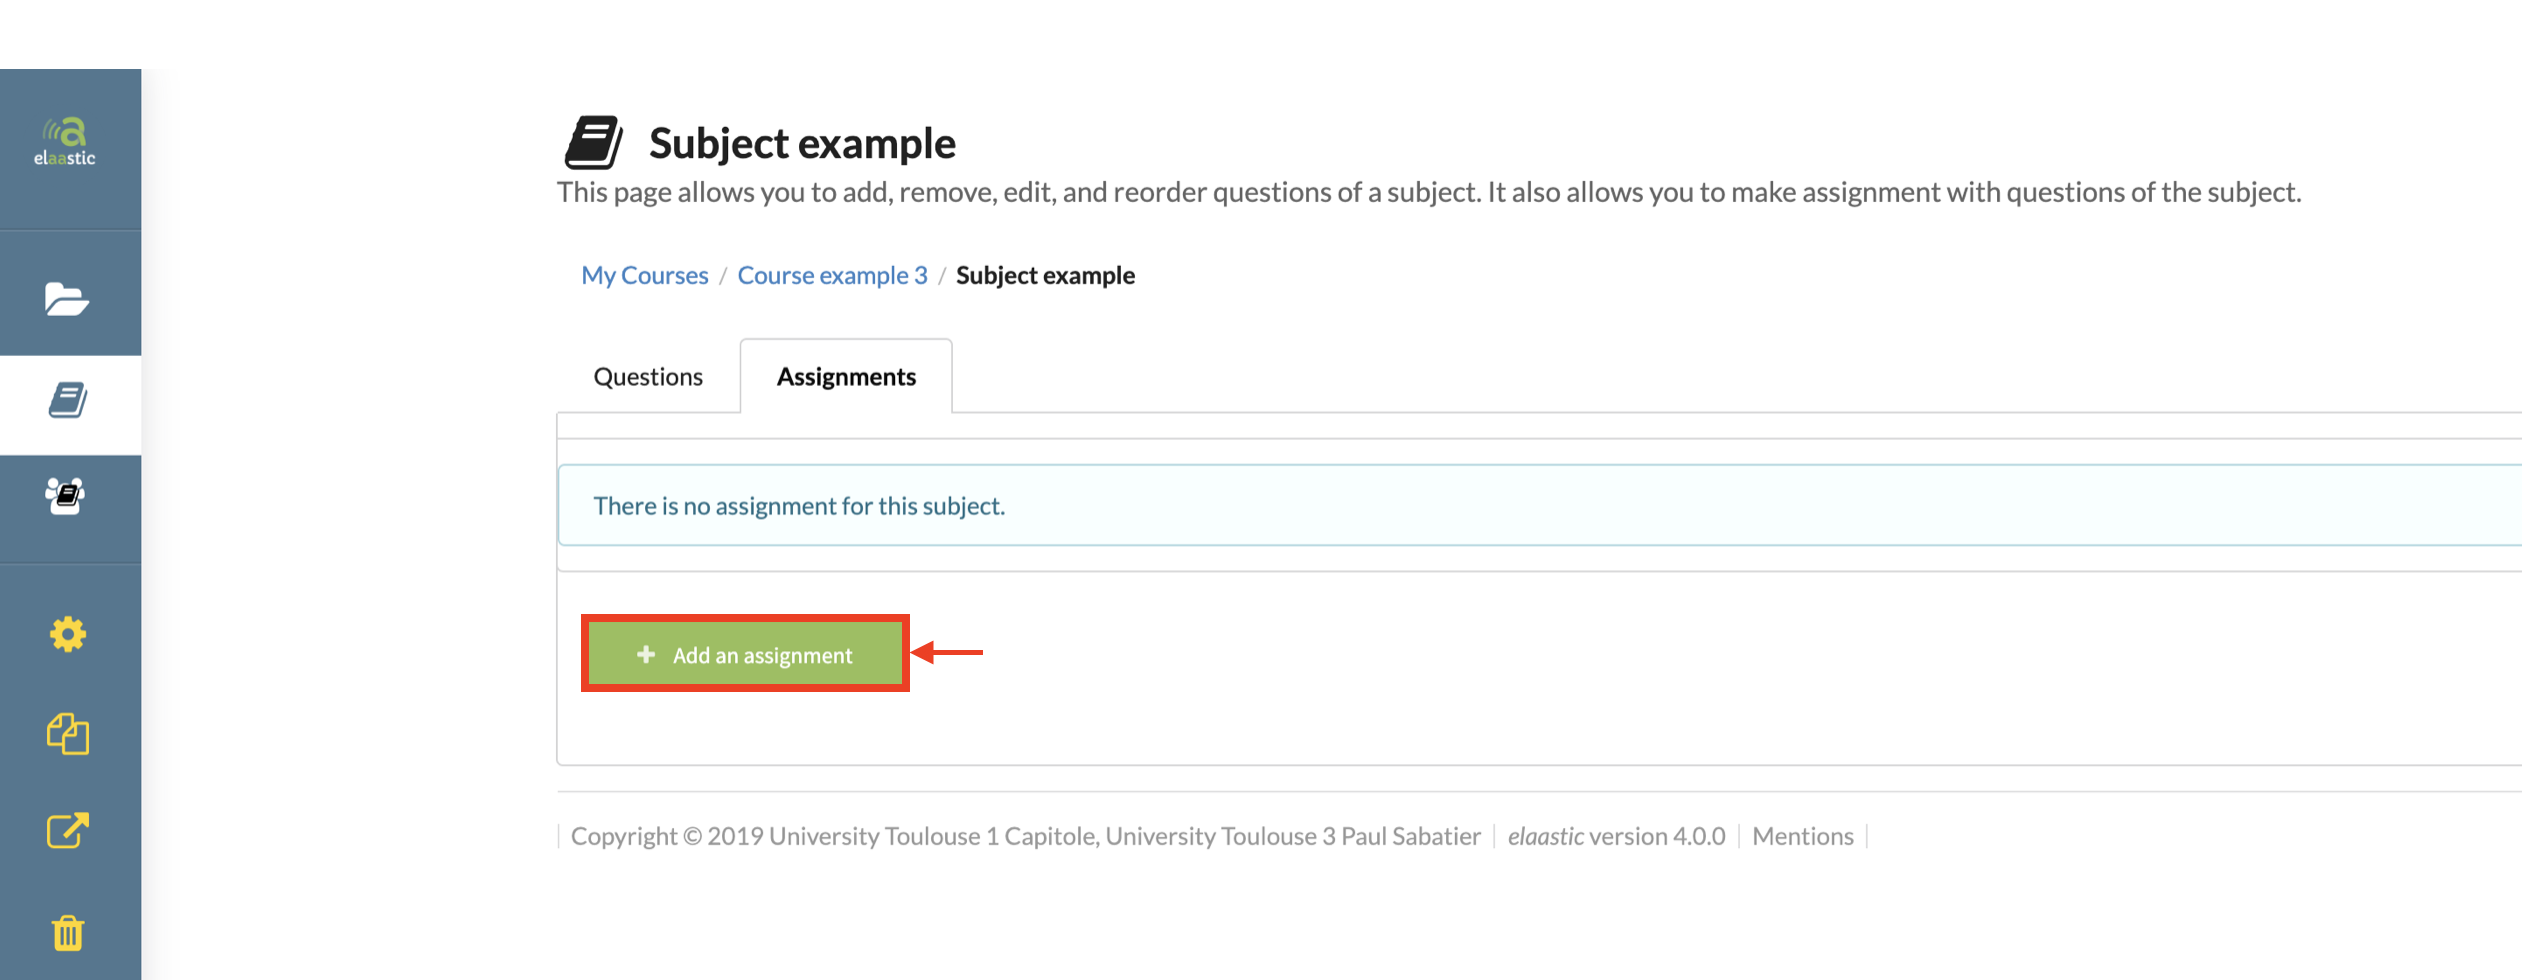 elaastic
Subject example
This page allows you to add, remove, edit, and reorder questions of a subject. It also allows you to make assignment with questions of the subject.
My Courses / Course example 3 / Subject example
Questions Assignments
There is no assignment for this subject.
+ Add an assignment
Copyright © 2019 University Toulouse 1 Capitole, University Toulouse 3 Paul Sabatier | elaastic version 4.0.0 | Mentions |